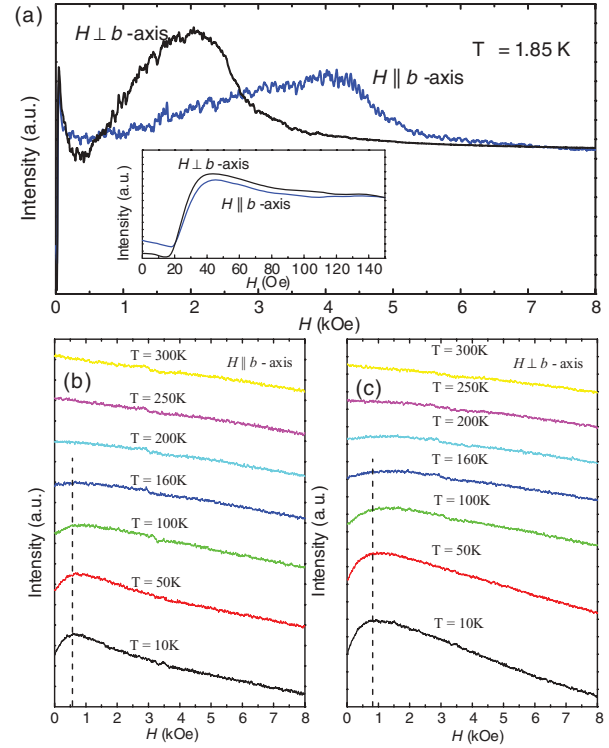 (a)
H ⊥ b -axis
T = 1.85 K
H || b -axis
Intensity (a.u.)
H ⊥ b -axis
H || b -axis
Intensity (a.u.)
0 20 40 60 80 100 120 140
H (Oe)
0 1 2 3 4 5 6 7 8
H (kOe)
(b)
H || b - axis
T = 300K
T = 250K
T = 200K
T = 160K
T = 100K
T = 50K
T = 10K
Intensity (a.u.)
0 1 2 3 4 5 6 7 8
H (kOe)
(c)
H ⊥ b - axis
T = 300K
T = 250K
T = 200K
T = 160K
T = 100K
T = 50K
T = 10K
Intensity (a.u.)
0 1 2 3 4 5 6 7 8
H (kOe)